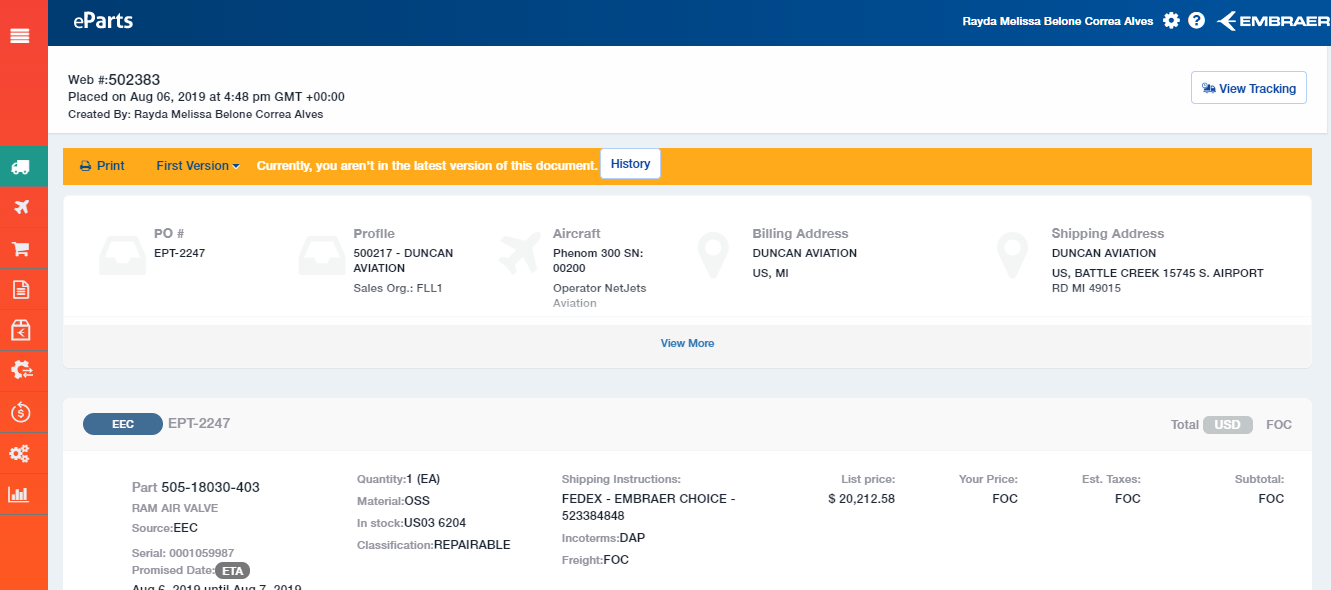 eParts
Rayda Melissa Belone Correa Alves
EMBRAER
Web #:502383
Placed on Aug 06, 2019 at 4:48 pm GMT +00:00
Created By: Rayda Melissa Belone Correa Alves
View Tracking
Print
First Version
Currently, you aren't in the latest version of this document.
History
PO #
EPT-2247
Profile
500217 - DUNCAN
AVIATION
Sales Org.: FLL1
Aircraft
Phenom 300 SN:
00200
Operator NetJets
Aviation
Billing Address
DUNCAN AVIATION
US, MI
Shipping Address
DUNCAN AVIATION
US, BATTLE CREEK 15745 S. AIRPORT
RD MI 49015
View More
EEC
EPT-2247
Total USD FOC
Part 505-18030-403
RAM AIR VALVE
Source:EEC
Serial: 0001059987
Promised Date: ETA
Aug 6, 2019 until Aug 7, 2019
Quantity:1 (EA)
Material:OSS
In stock:US03 6204
Classification:REPAIRABLE
Shipping Instructions:
FEDEX - EMBRAER CHOICE -
523384848
Incoterms:DAP
Freight:FOC
List price:
$ 20,212.58
Your Price:
FOC
Est. Taxes:
FOC
Subtotal:
FOC